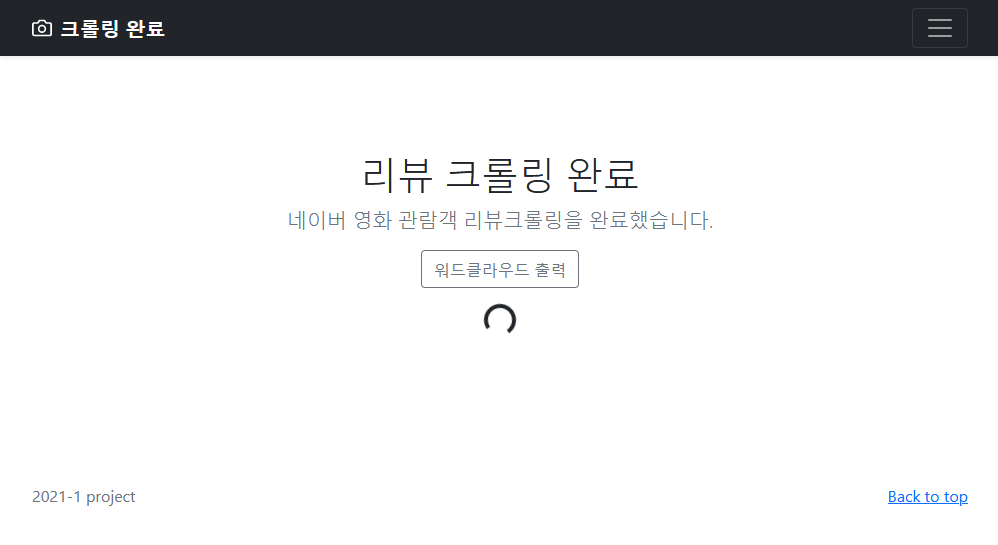 크롤링 완료
리뷰 크롤링 완료
네이버 영화 관람객 리뷰크롤링을 완료했습니다.
워드클라우드 출력
2021-1 project
Back to top